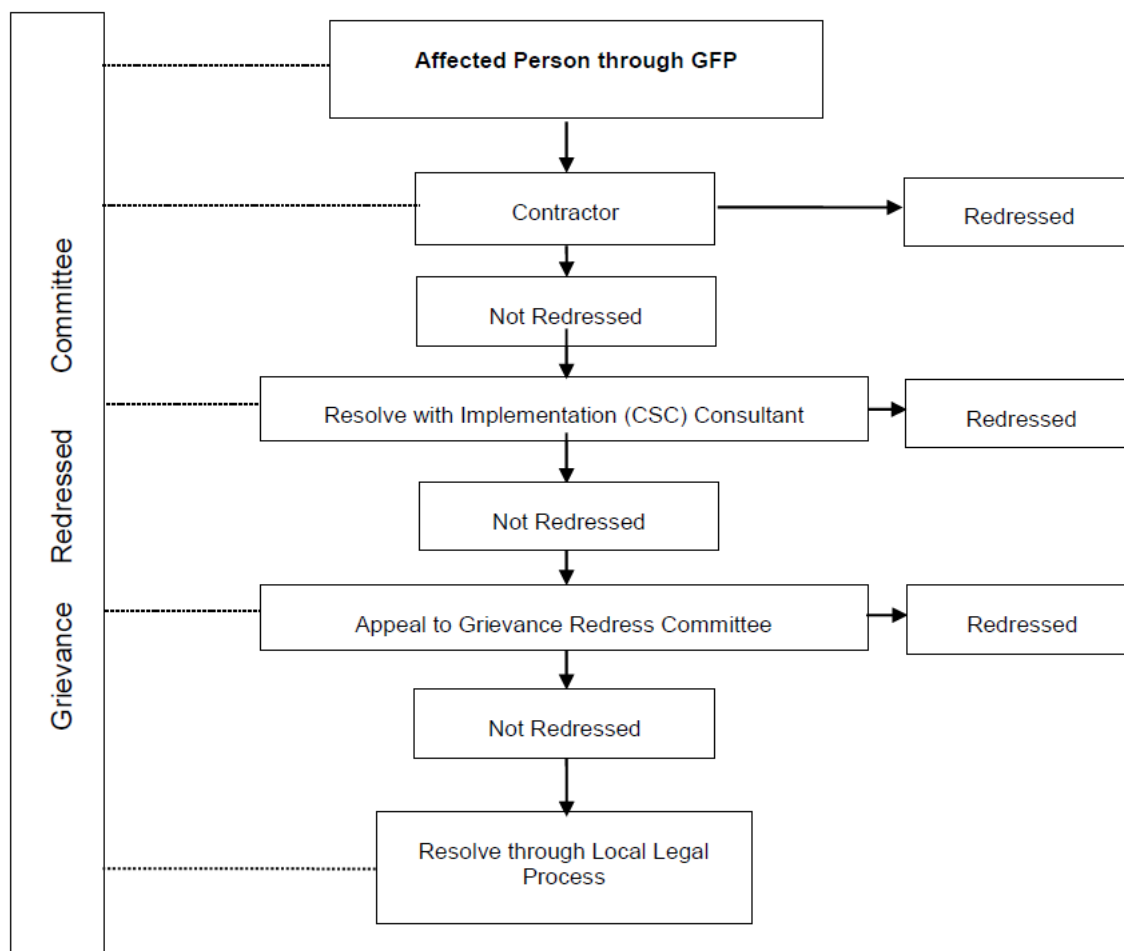 Affected Person through GFP
Contractor
Redressed
Not Redressed
Resolve with Implementation (CSC) Consultant
Redressed
Not Redressed
Appeal to Grievance Redress Committee
Redressed
Not Redressed
Resolve through Local Legal
Process
Grievance Redressed Committee